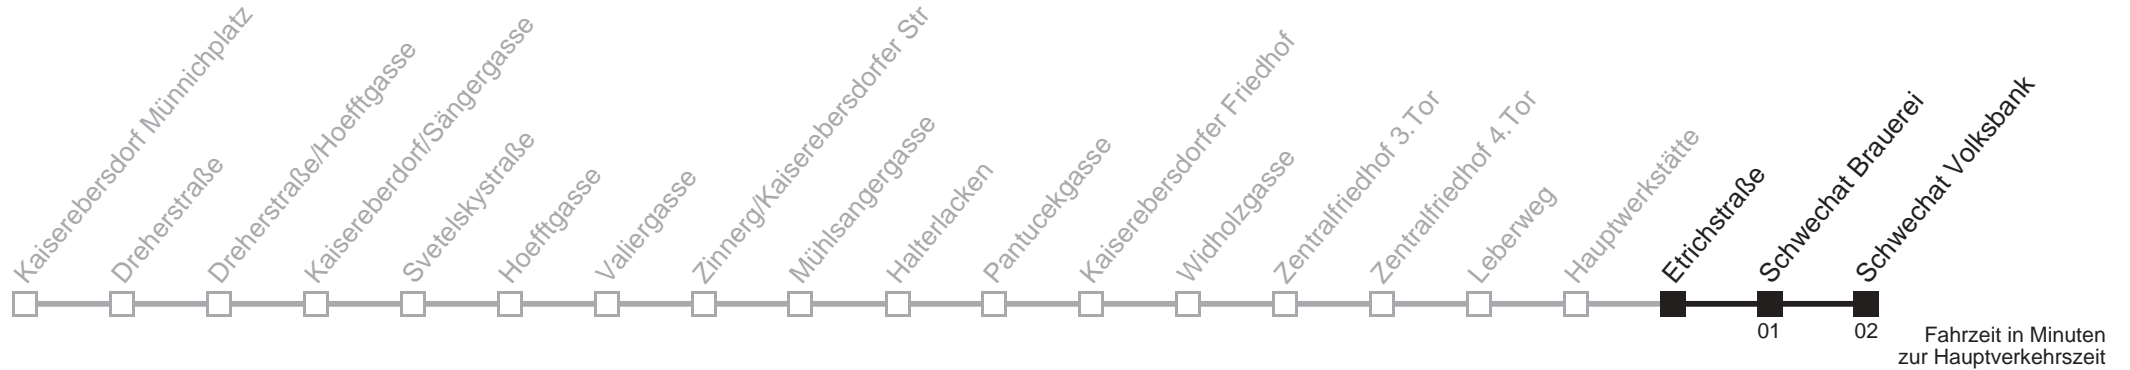 Kaiserebersdorf Münnichplatz
Dreherstraße
Dreherstraße/Hoefftgasse
Kaisereberdorf/Sängergasse
Svetelskystraße
Hoefftgasse
Valiergasse
Zinnerg/Kaiserebersdorfer Str
Mühlsangergasse
Halterlacken
Pantucekgasse
Kaiserebersdorfer Friedhof
Widholzgasse
Zentralfriedhof 3.Tor
Zentralfriedhof 4.Tor
Leberweg
Hauptwerkstätte
Etrichstraße
Schwechat Brauerei
Schwechat Volksbank
01
02
Fahrzeit in Minuten
zur Hauptverkehrszeit